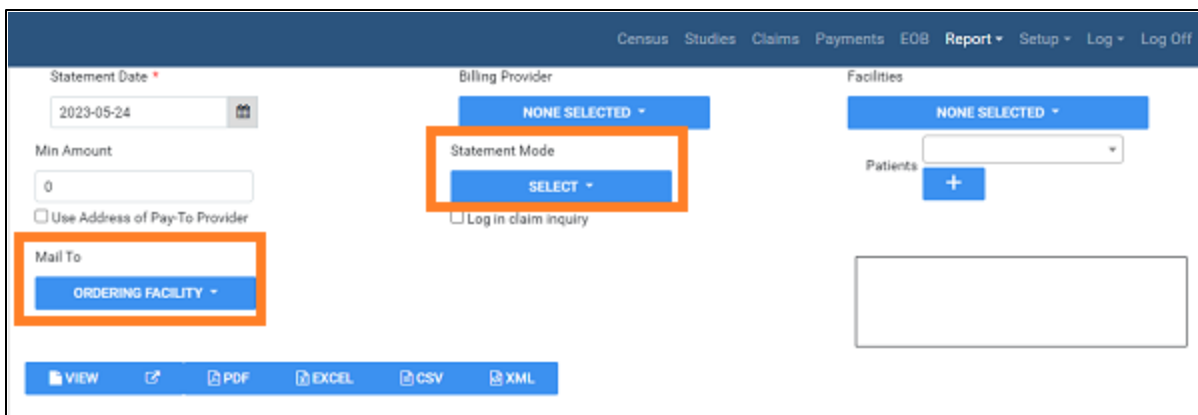 Census Studies Claims Payments EOB Report Setup Log Log Off
Statement Date *
Billing Provider
Facilities
2023-05-24
NONE SELECTED
NONE SELECTED
Min Amount
Statement Mode
Patients
0
SELECT
+
Use Address of Pay-To Provider
Log in claim inquiry
Mail To
ORDERING FACILITY
VIEW PDF EXCEL CSV XML